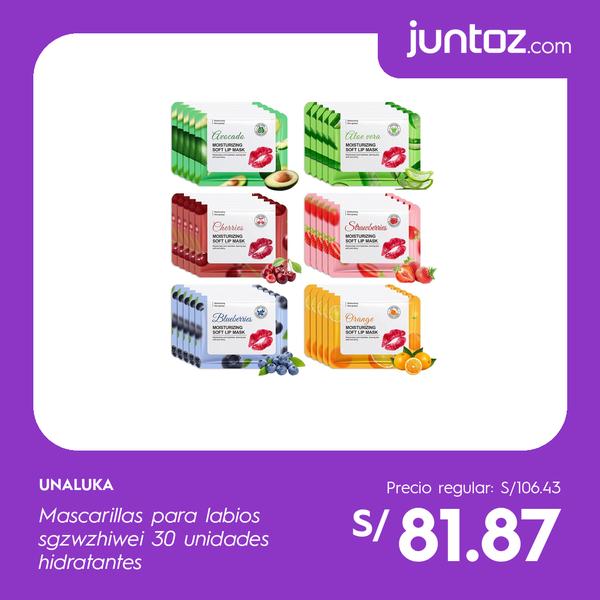 juntoz.com
Avocado
MOISTURIZING
SOFT LIP MASK
Aloe vera
MOISTURIZING
SOFT LIP MASK
Cherries
MOISTURIZING
SOFT LIP MASK
Strawberries
MOISTURIZING
SOFT LIP MASK
Blueberries
MOISTURIZING
SOFT LIP MASK
Orange
MOISTURIZING
SOFT LIP MASK
UNALUKA
Mascarillas para labios
sgzwzhiwei 30 unidades
hidratantes
Precio regular: S/106.43
S/81.87